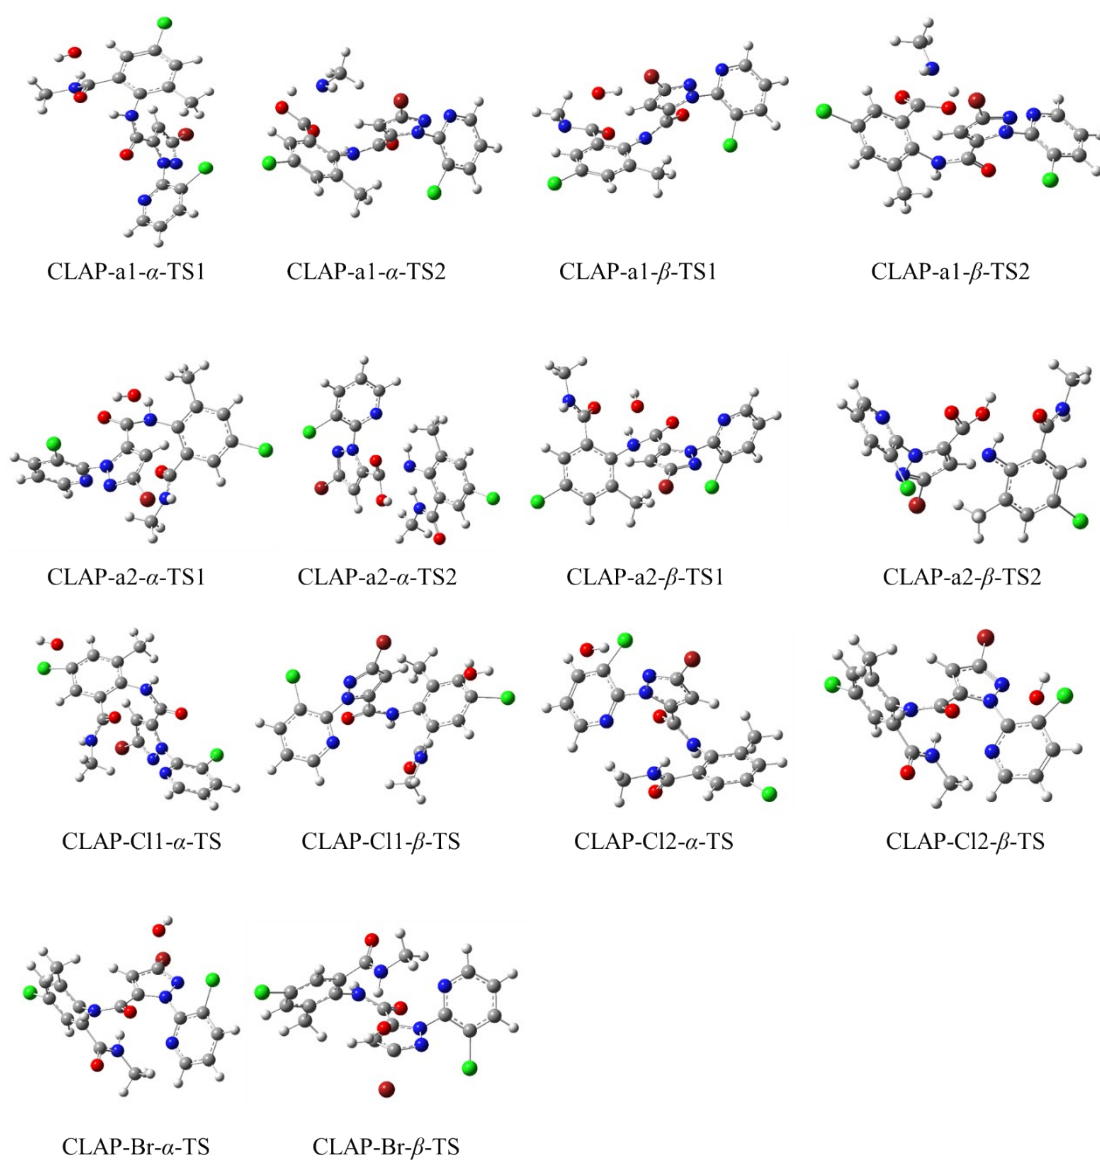 CLAP-a1-α-TS1 CLAP-a1-α-TS2 CLAP-a1-β-TS1 CLAP-a1-β-TS2
CLAP-a2-α-TS1 CLAP-a2-α-TS2 CLAP-a2-β-TS1 CLAP-a2-β-TS2
CLAP-Cl1-α-TS CLAP-Cl1-β-TS CLAP-Cl2-α-TS CLAP-Cl2-β-TS
CLAP-Br-α-TS CLAP-Br-β-TS